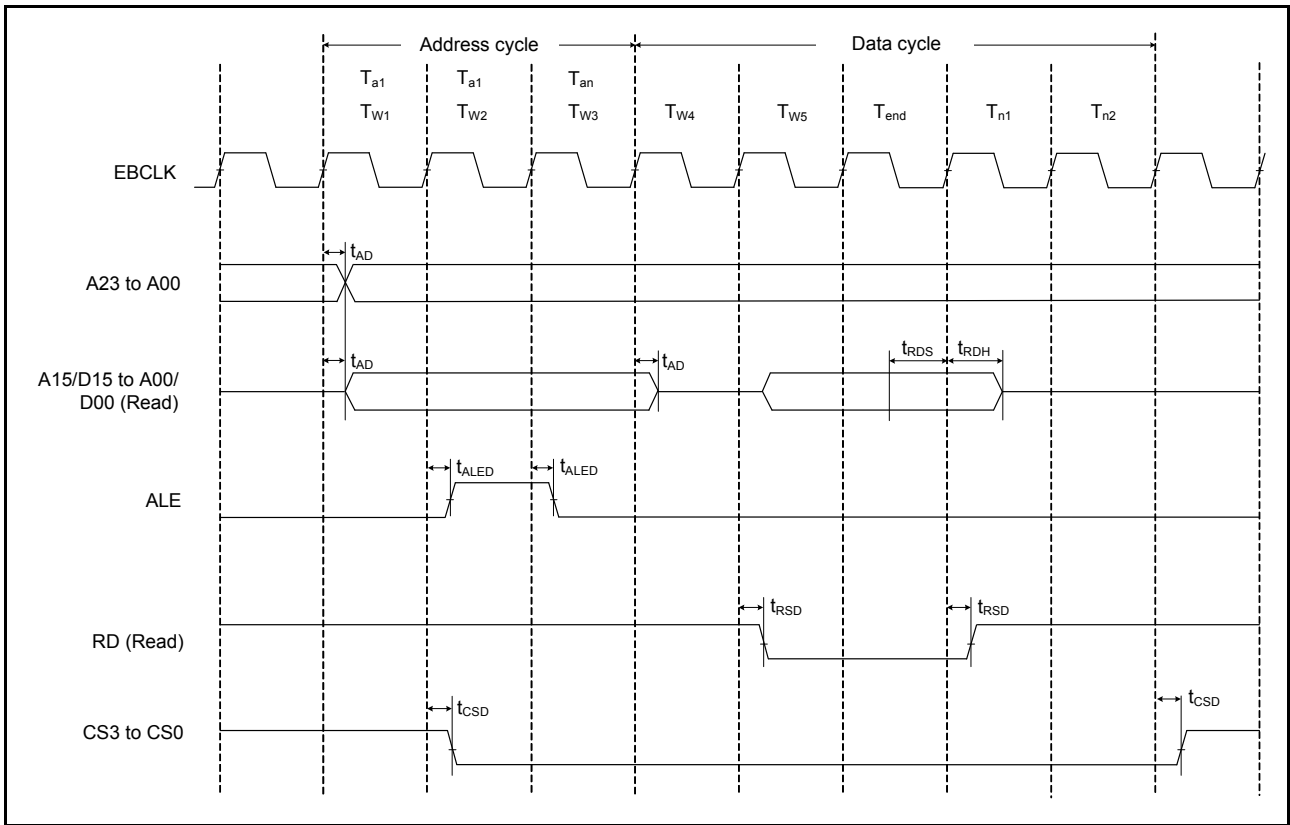 Address cycle Data cycle
Ta1 Ta1 Tan
TW1 TW2 TW3 TW4 TW5 Tend Tn1 Tn2
EBCLK
tAD
A23 to A00
tAD tAD tRDS tRDH
A15/D15 to A00/
D00 (Read)
tALED tALED
ALE
tRSD tRSD
RD (Read)
tCSD tCSD
CS3 to CS0